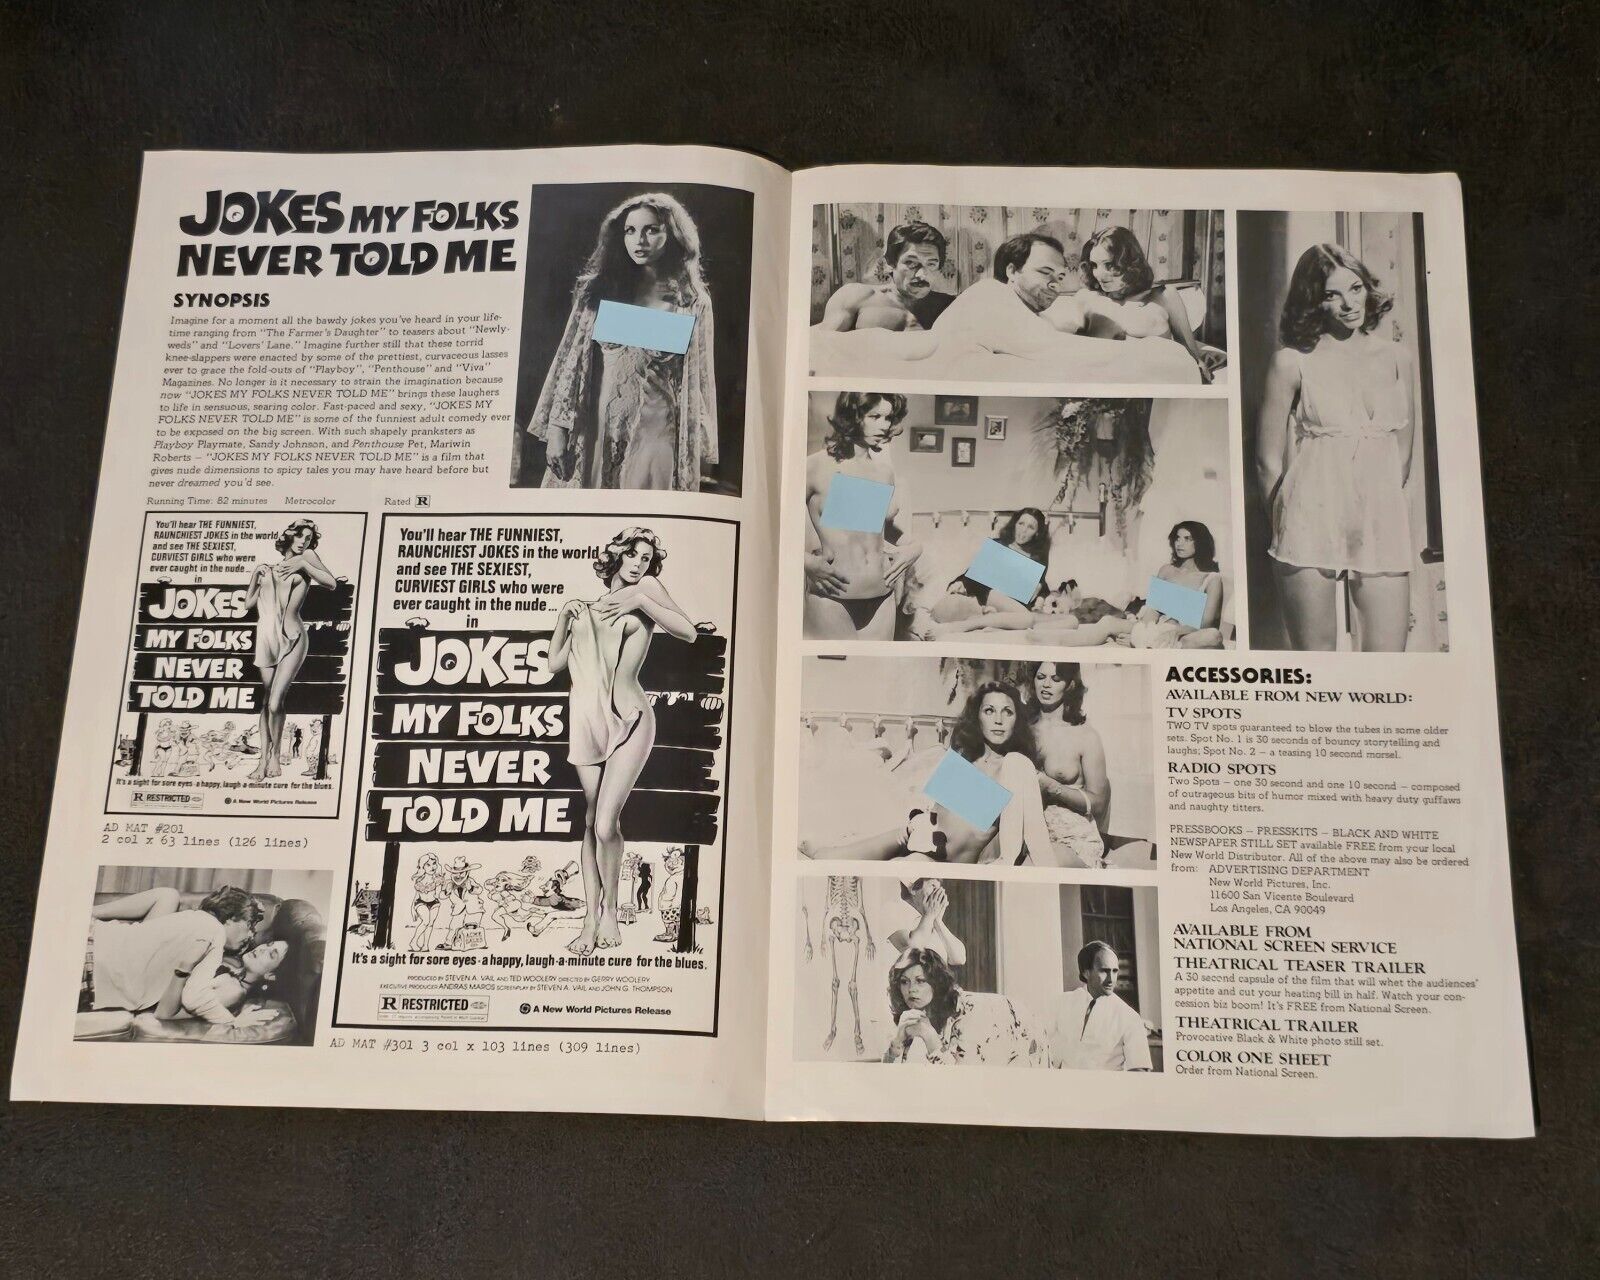 JOKES MY FOLKS
NEVER TOLD ME
SYNOPSIS
Imagine for a moment all the bawdy jokes you've heard in your life-
time ranging from "The Farmer's Daughter" to teasers about "Newly-
weds" and "Lovers' Lane." Imagine further still that these torrid
knee-slappers were enacted by some of the prettiest, curvaceous lasses
ever to grace the fold-outs of "Playboy", "Penthouse" and "Viva"
Magazines. No longer is it necessary to strain the imagination because
now "JOKES MY FOLKS NEVER TOLD ME" brings these laughers
to life in sensuous, searing color. Fast-paced and sexy, "JOKES MY
FOLKS NEVER TOLD ME" is some of the funniest adult comedy ever
to be exposed on the big screen. With such shapely pranksters as
Playboy Playmate, Sandy Johnson, and Penthouse Pet, Mariwin
Roberts — "JOKES MY FOLKS NEVER TOLD ME" is a film that
gives nude dimensions to spicy tales you may have heard before but
never dreamed you'd see.
Running Time: 82 minutes Metrocolor Rated R
You'll hear THE FUNNIEST,
RAUNCHIEST JOKES in the world
and see THE SEXIEST,
CURVIEST GIRLS who were
ever caught in the nude...
in
JOKES
MY FOLKS
NEVER
TOLD ME
It's a sight for sore eyes-a happy, laugh-a-minute cure for the blues.
R RESTRICTED
A New World Pictures Release
AD MAT #201
2 col x 63 lines (126 lines)
You'll hear THE FUNNIEST,
RAUNCHIEST JOKES in the world
and see THE SEXIEST,
CURVIEST GIRLS who were
ever caught in the nude...
in
JOKES
MY FOLKS
NEVER
TOLD ME
It's a sight for sore eyes-a happy, laugh-a-minute cure for the blues.
PRODUCED BY STEVEN A. VAIL AND TED WOOLERY DIRECTED BY GERRY WOOLERY
EXECUTIVE PRODUCER ANDRAS MAROS SCREENPLAY BY STEVEN A. VAIL AND JOHN G. THOMPSON
R RESTRICTED
A New World Pictures Release
AD MAT #301 3 col x 103 lines (309 lines)
ACCESSORIES:
AVAILABLE FROM NEW WORLD:
TV SPOTS
TWO TV spots guaranteed to blow the tubes in some older
sets. Spot No. 1 is 30 seconds of bouncy storytelling and
laughs; Spot No. 2 — a teasing 10 second morsel.
RADIO SPOTS
Two Spots — one 30 second and one 10 second — composed
of outrageous bits of humor mixed with heavy duty guffaws
and naughty titters.
PRESSBOOKS — PRESSKITS — BLACK AND WHITE
NEWSPAPER STILL SET available FREE from your local
New World Distributor. All of the above may also be ordered
from: ADVERTISING DEPARTMENT
New World Pictures, Inc.
11600 San Vicente Boulevard
Los Angeles, CA 90049
AVAILABLE FROM
NATIONAL SCREEN SERVICE
THEATRICAL TEASER TRAILER
A 30 second capsule of the film that will whet the audiences'
appetite and cut your heating bill in half. Watch your con-
cession biz boom! It's FREE from National Screen.
THEATRICAL TRAILER
Provocative Black & White photo still set.
COLOR ONE SHEET
Order from National Screen.